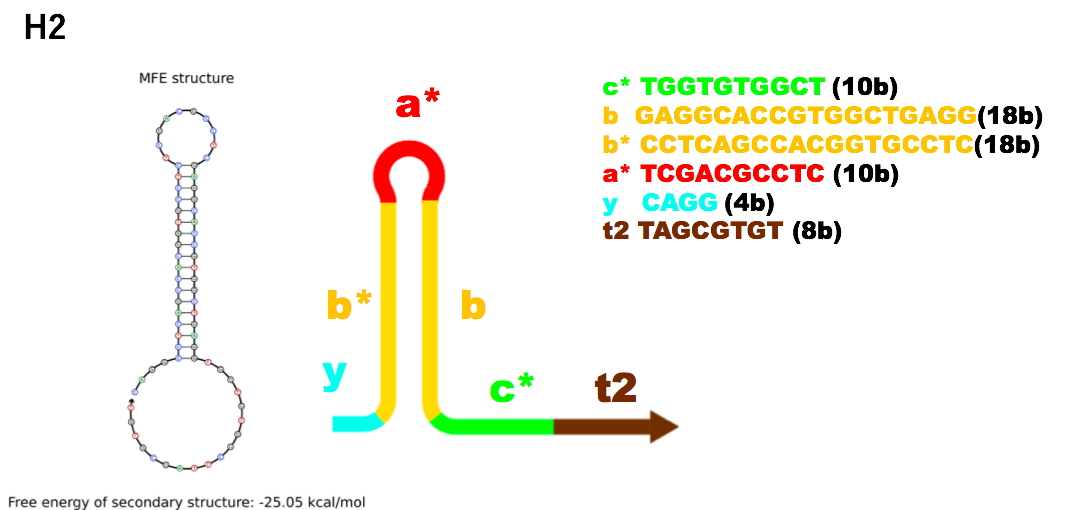 H2
MFE structure
a*
b*
b
y
c*
t2
c* TGGTGTGGCT (10b)
b GAGGCACCGTGGCTGAGG(18b)
b* CCTCAGCCACGGTGCCTC(18b)
a* TCGACGCCTC (10b)
y CAGG (4b)
t2 TAGCGTGT (8b)
Free energy of secondary structure: -25.05 kcal/mol